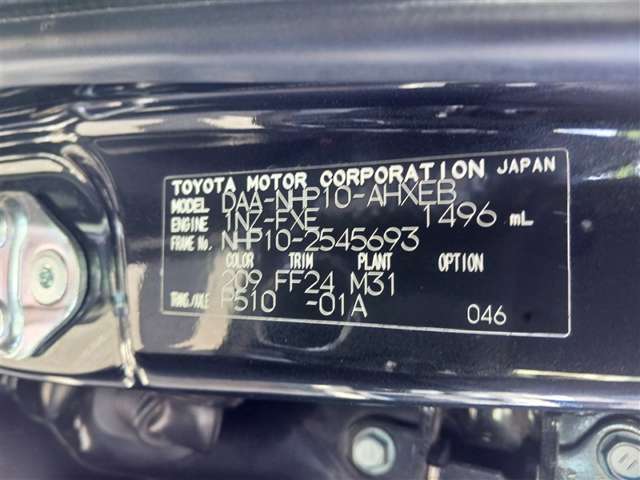 TOYOTA MOTOR CORPORATION JAPAN
MODEL DAA-NHP10-AHXEB
ENGINE 1NZ-FXE 1496 mL
FRAME No. NHP10-2545693
COLOR TRIM PLANT OPTION
209 FF24 M31
TRANS./AXLE P510 -01A
046